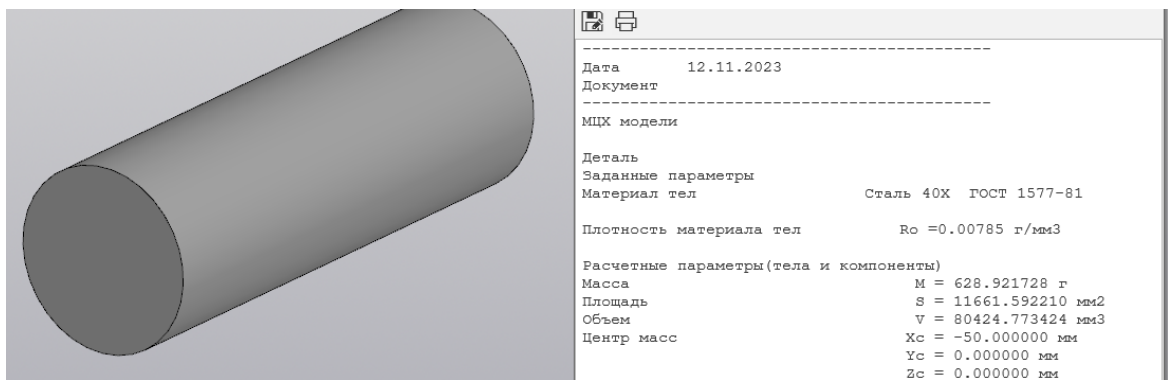 -------------------------------------------
Дата 12.11.2023
Документ
-------------------------------------------
МЦХ модели
Деталь
Заданные параметры
Материал тел Сталь 40Х ГОСТ 1577-81
Плотность материала тел Ro =0.00785 г/мм3
Расчетные параметры(тела и компоненты)
Масса M = 628.921728 г
Площадь S = 11661.592210 мм2
Объем V = 80424.773424 мм3
Центр масс Xc = -50.000000 мм
Yc = 0.000000 мм
Zc = 0.000000 мм